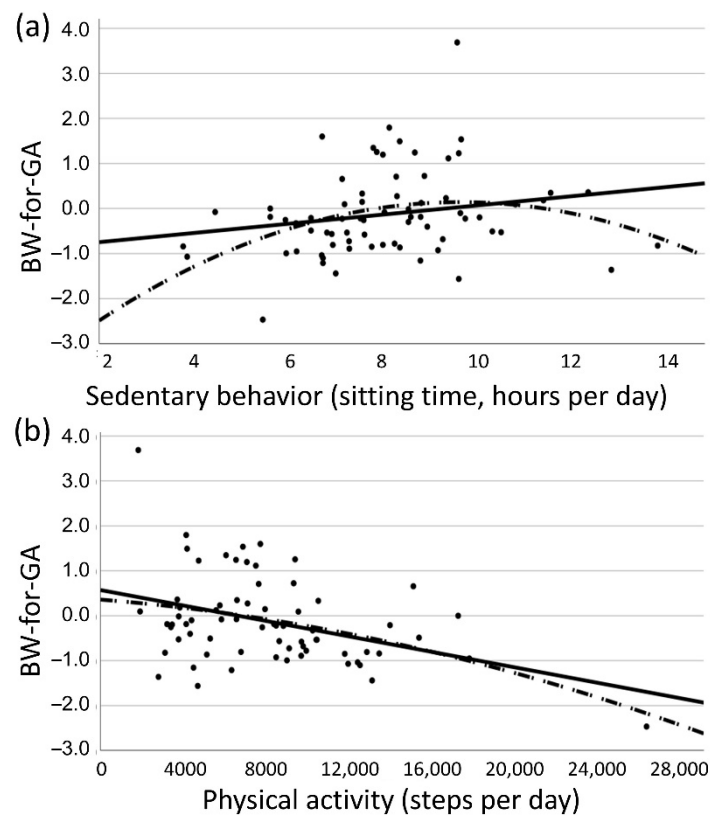 (a)
4.0
4.0
3.0
2.0
1.0
0.0
–1.0
–2.0
–3.0
BW-for-GA
2 4 6 8 10 12 14
Sedentary behavior (sitting time, hours per day)
(b)
4.0
3.0
2.0
1.0
0.0
–1.0
–2.0
–3.0
BW-for-GA
0 4000 8000 12,000 16,000 20,000 24,000 28,000
Physical activity (steps per day)